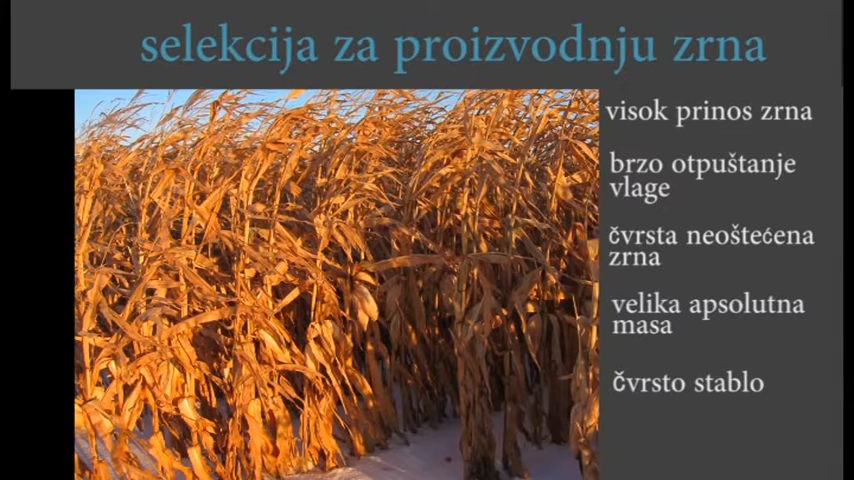 selekcija za proizvodnju zrna
visok prinos zrna
brzo otpuštanje
vlage
čvrsta neoštećena
zrna
velika apsolutna
masa
čvrsto stablo